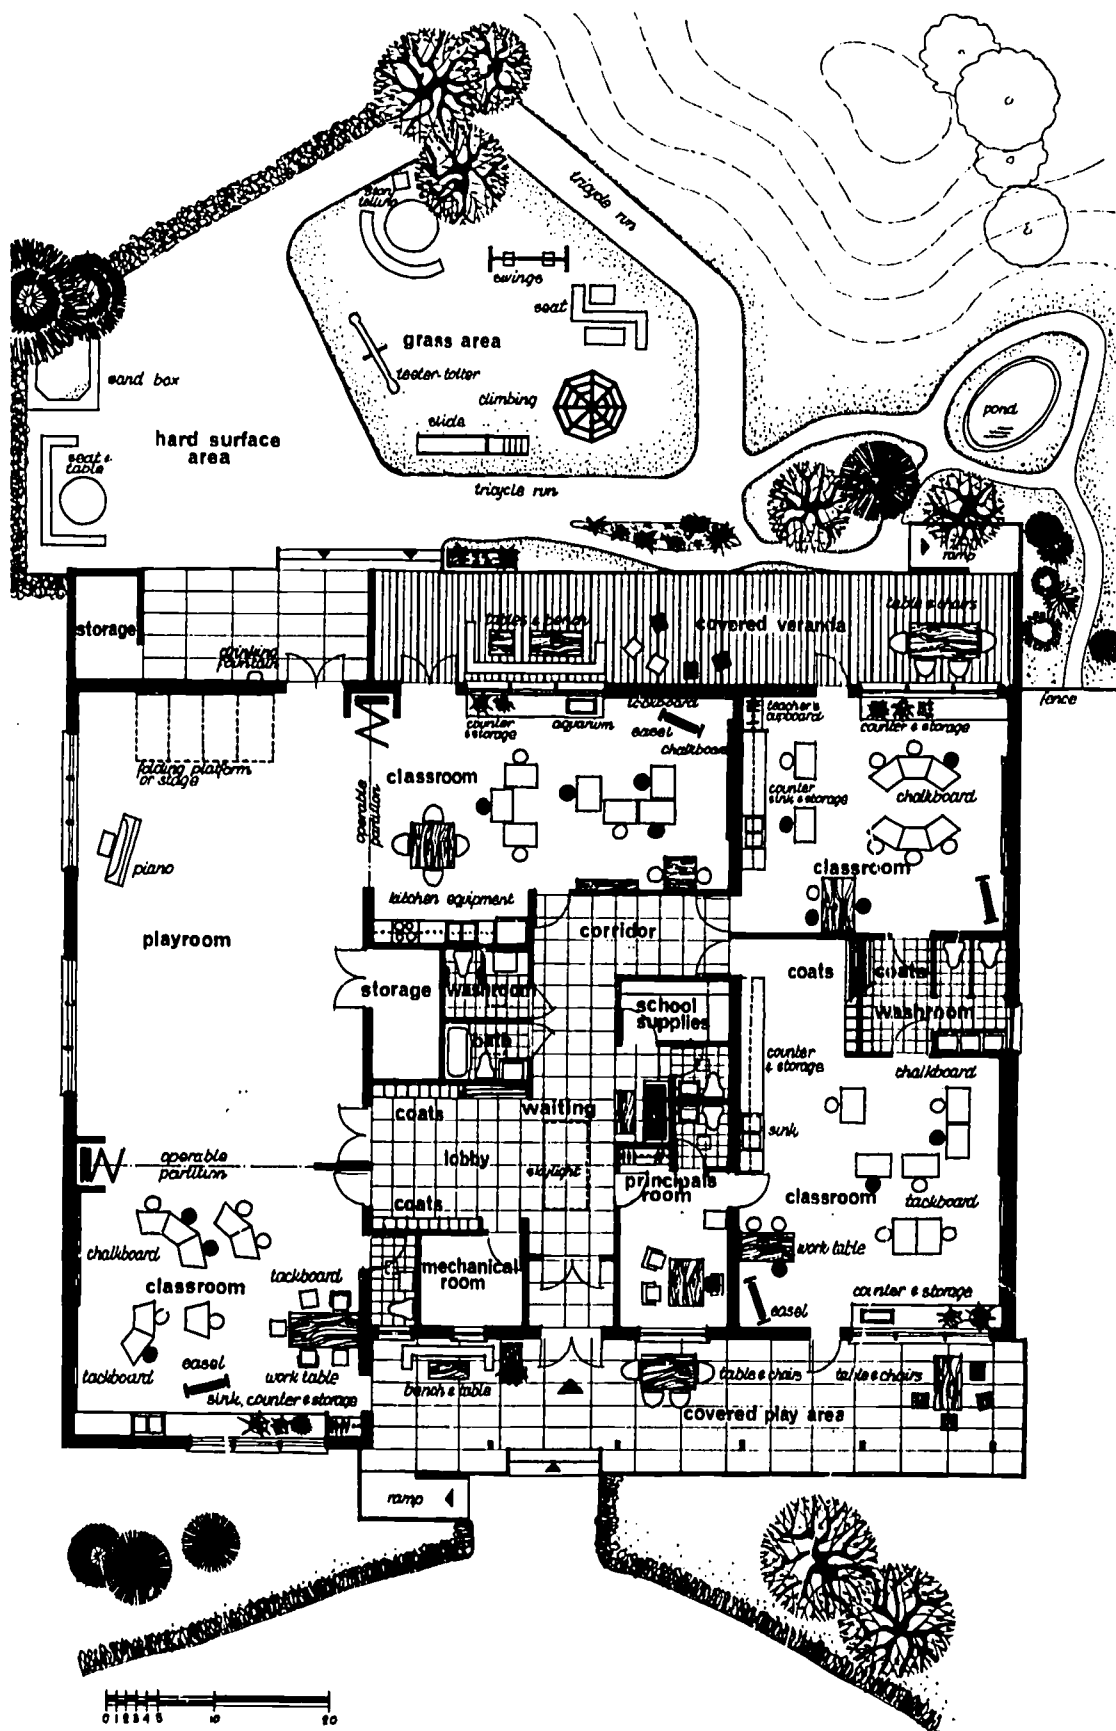 tricycle run
story
telling
swings
seat
grass area
teeter-totter
climbing
slide
sand box
hard surface
area
seat &
table
tricycle run
pond
ramp
storage
drinking
fountain
tables & bench
covered veranda
table & chairs
fence
folding platform
or stage
counter
& storage
aquarium
tackboard
easel
chalkboard
teacher's
cupboard
counter & storage
classroom
operable
partition
counter
sink & storage
chalkboard
classroom
piano
kitchen equipment
playroom
corridor
storage
washroom
school
supplies
coats
coats
washroom
bath
counter
& storage
chalkboard
coats
waiting
sink
operable
partition
lobby
skylight
principals
room
classroom
tackboard
coats
chalkboard
work table
mechanical
room
classroom
tackboard
easel
counter & storage
easel
tackboard
work table
sink, counter & storage
bench & table
table & chairs
table & chairs
covered play area
ramp
0 1 2 3 4 5 10 20